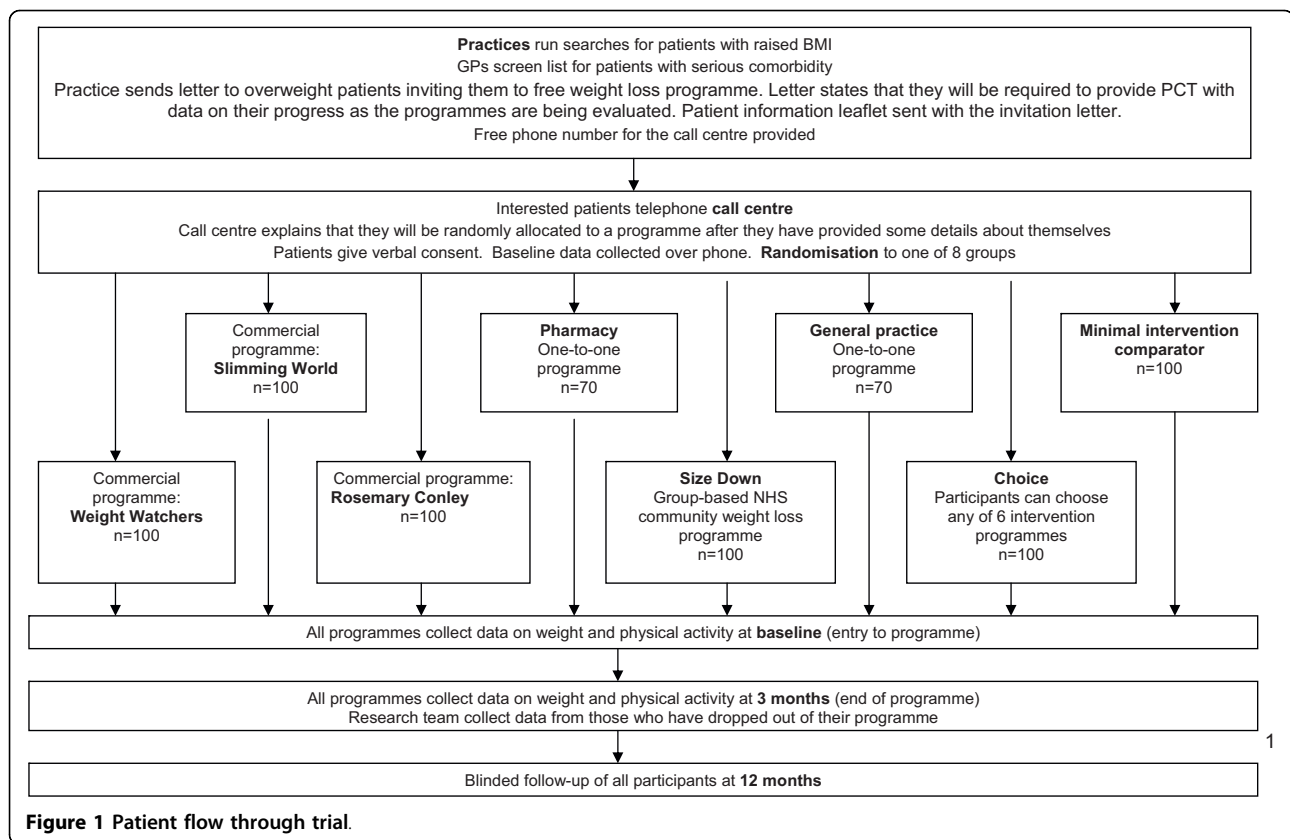 Practices run searches for patients with raised BMI
GPs screen list for patients with serious comorbidity
Practice sends letter to overweight patients inviting them to free weight loss programme. Letter states that they will be required to provide PCT with
data on their progress as the programmes are being evaluated. Patient information leaflet sent with the invitation letter.
Free phone number for the call centre provided
Interested patients telephone call centre
Call centre explains that they will be randomly allocated to a programme after they have provided some details about themselves
Patients give verbal consent. Baseline data collected over phone. Randomisation to one of 8 groups
Commercial
programme:
Slimming World
n=100
Pharmacy
One-to-one
programme
n=70
General practice
One-to-one
programme
n=70
Minimal intervention
comparator
n=100
Commercial
programme:
Weight Watchers
n=100
Commercial programme:
Rosemary Conley
n=100
Size Down
Group-based NHS
community weight loss
programme
n=100
Choice
Participants can choose
any of 6 intervention
programmes
n=100
All programmes collect data on weight and physical activity at baseline (entry to programme)
All programmes collect data on weight and physical activity at 3 months (end of programme)
Research team collect data from those who have dropped out of their programme
1
Blinded follow-up of all participants at 12 months
Figure 1 Patient flow through trial.